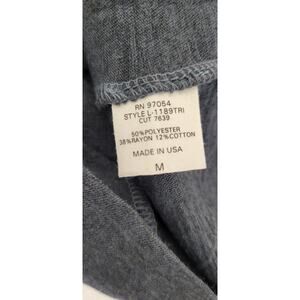 RN 97054
STYLE L-1189TRI
CUT 7639
50%POLYESTER
38%RAYON 12%COTTON
MADE IN USA
M